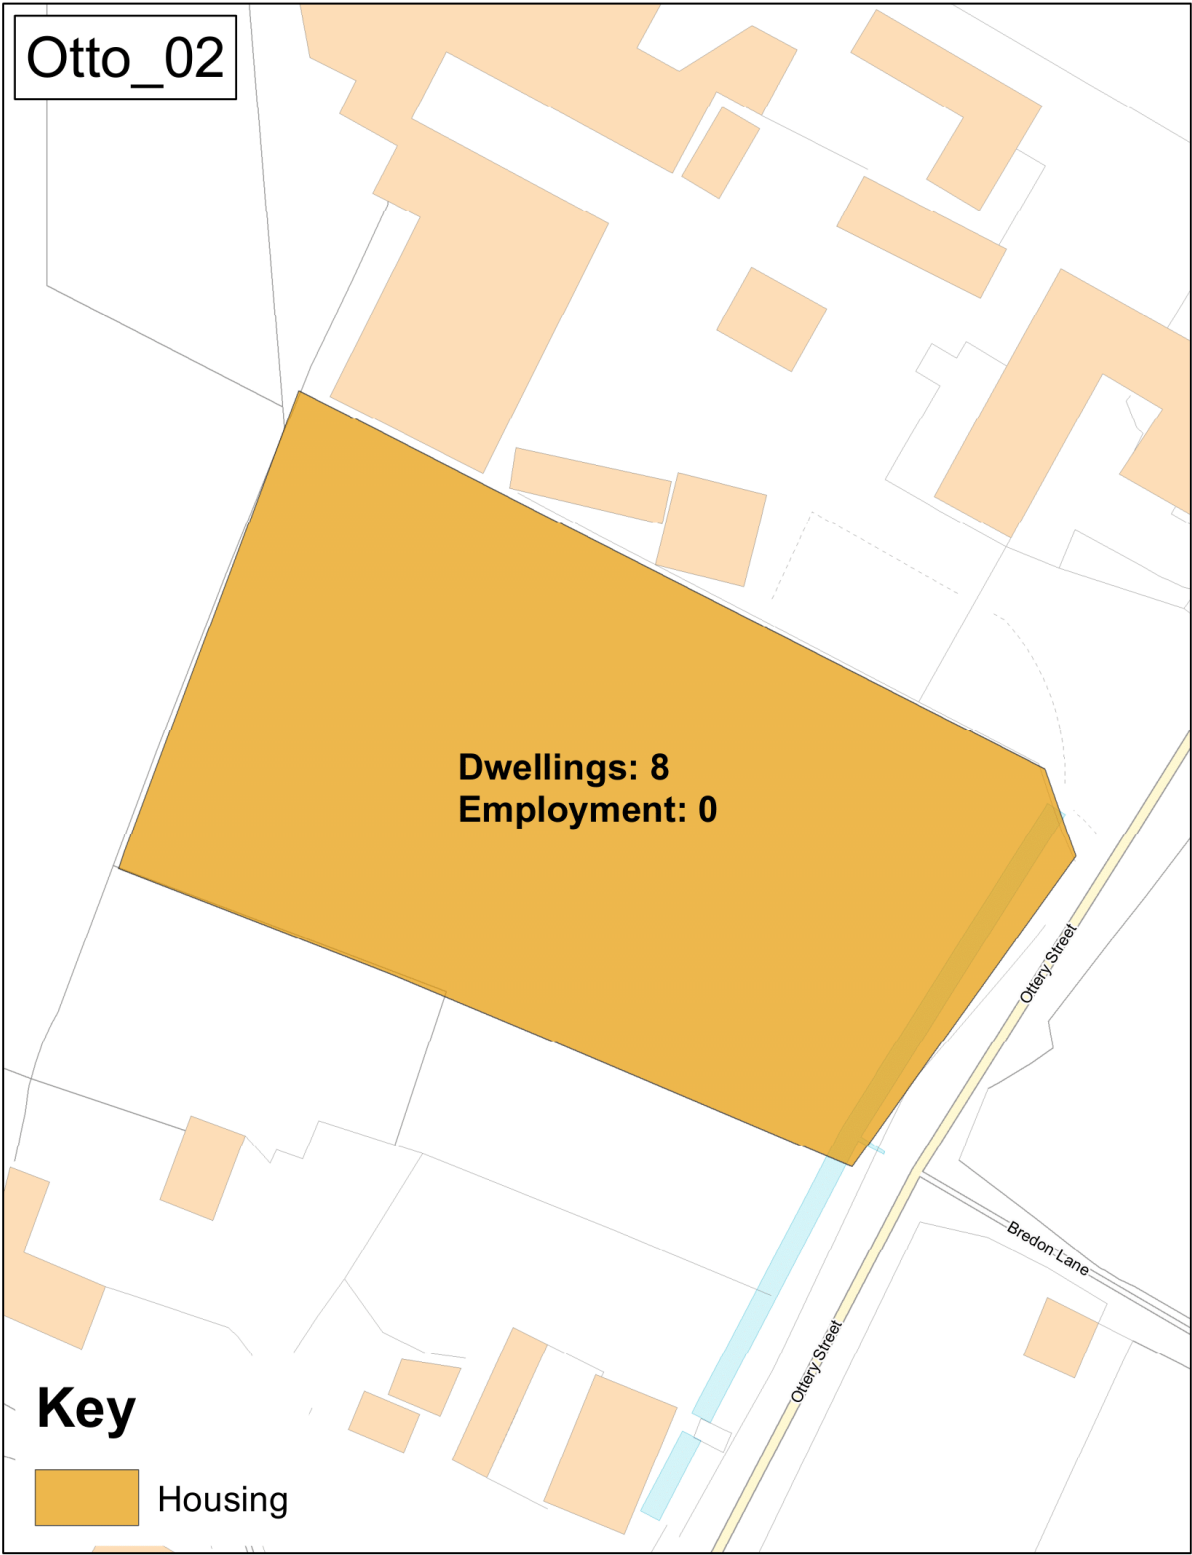 Otto_02
Dwellings: 8
Employment: 0
Ottery Street
Bredon Lane
Ottery Street
Key
Housing